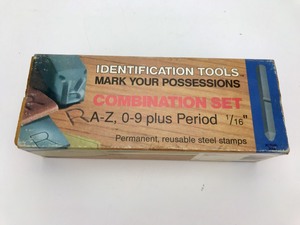 IDENTIFICATION TOOLS
MARK YOUR POSSESSIONS
COMBINATION SET
R A-Z, 0-9 plus Period 1/16"
Permanent, reusable steel stamps